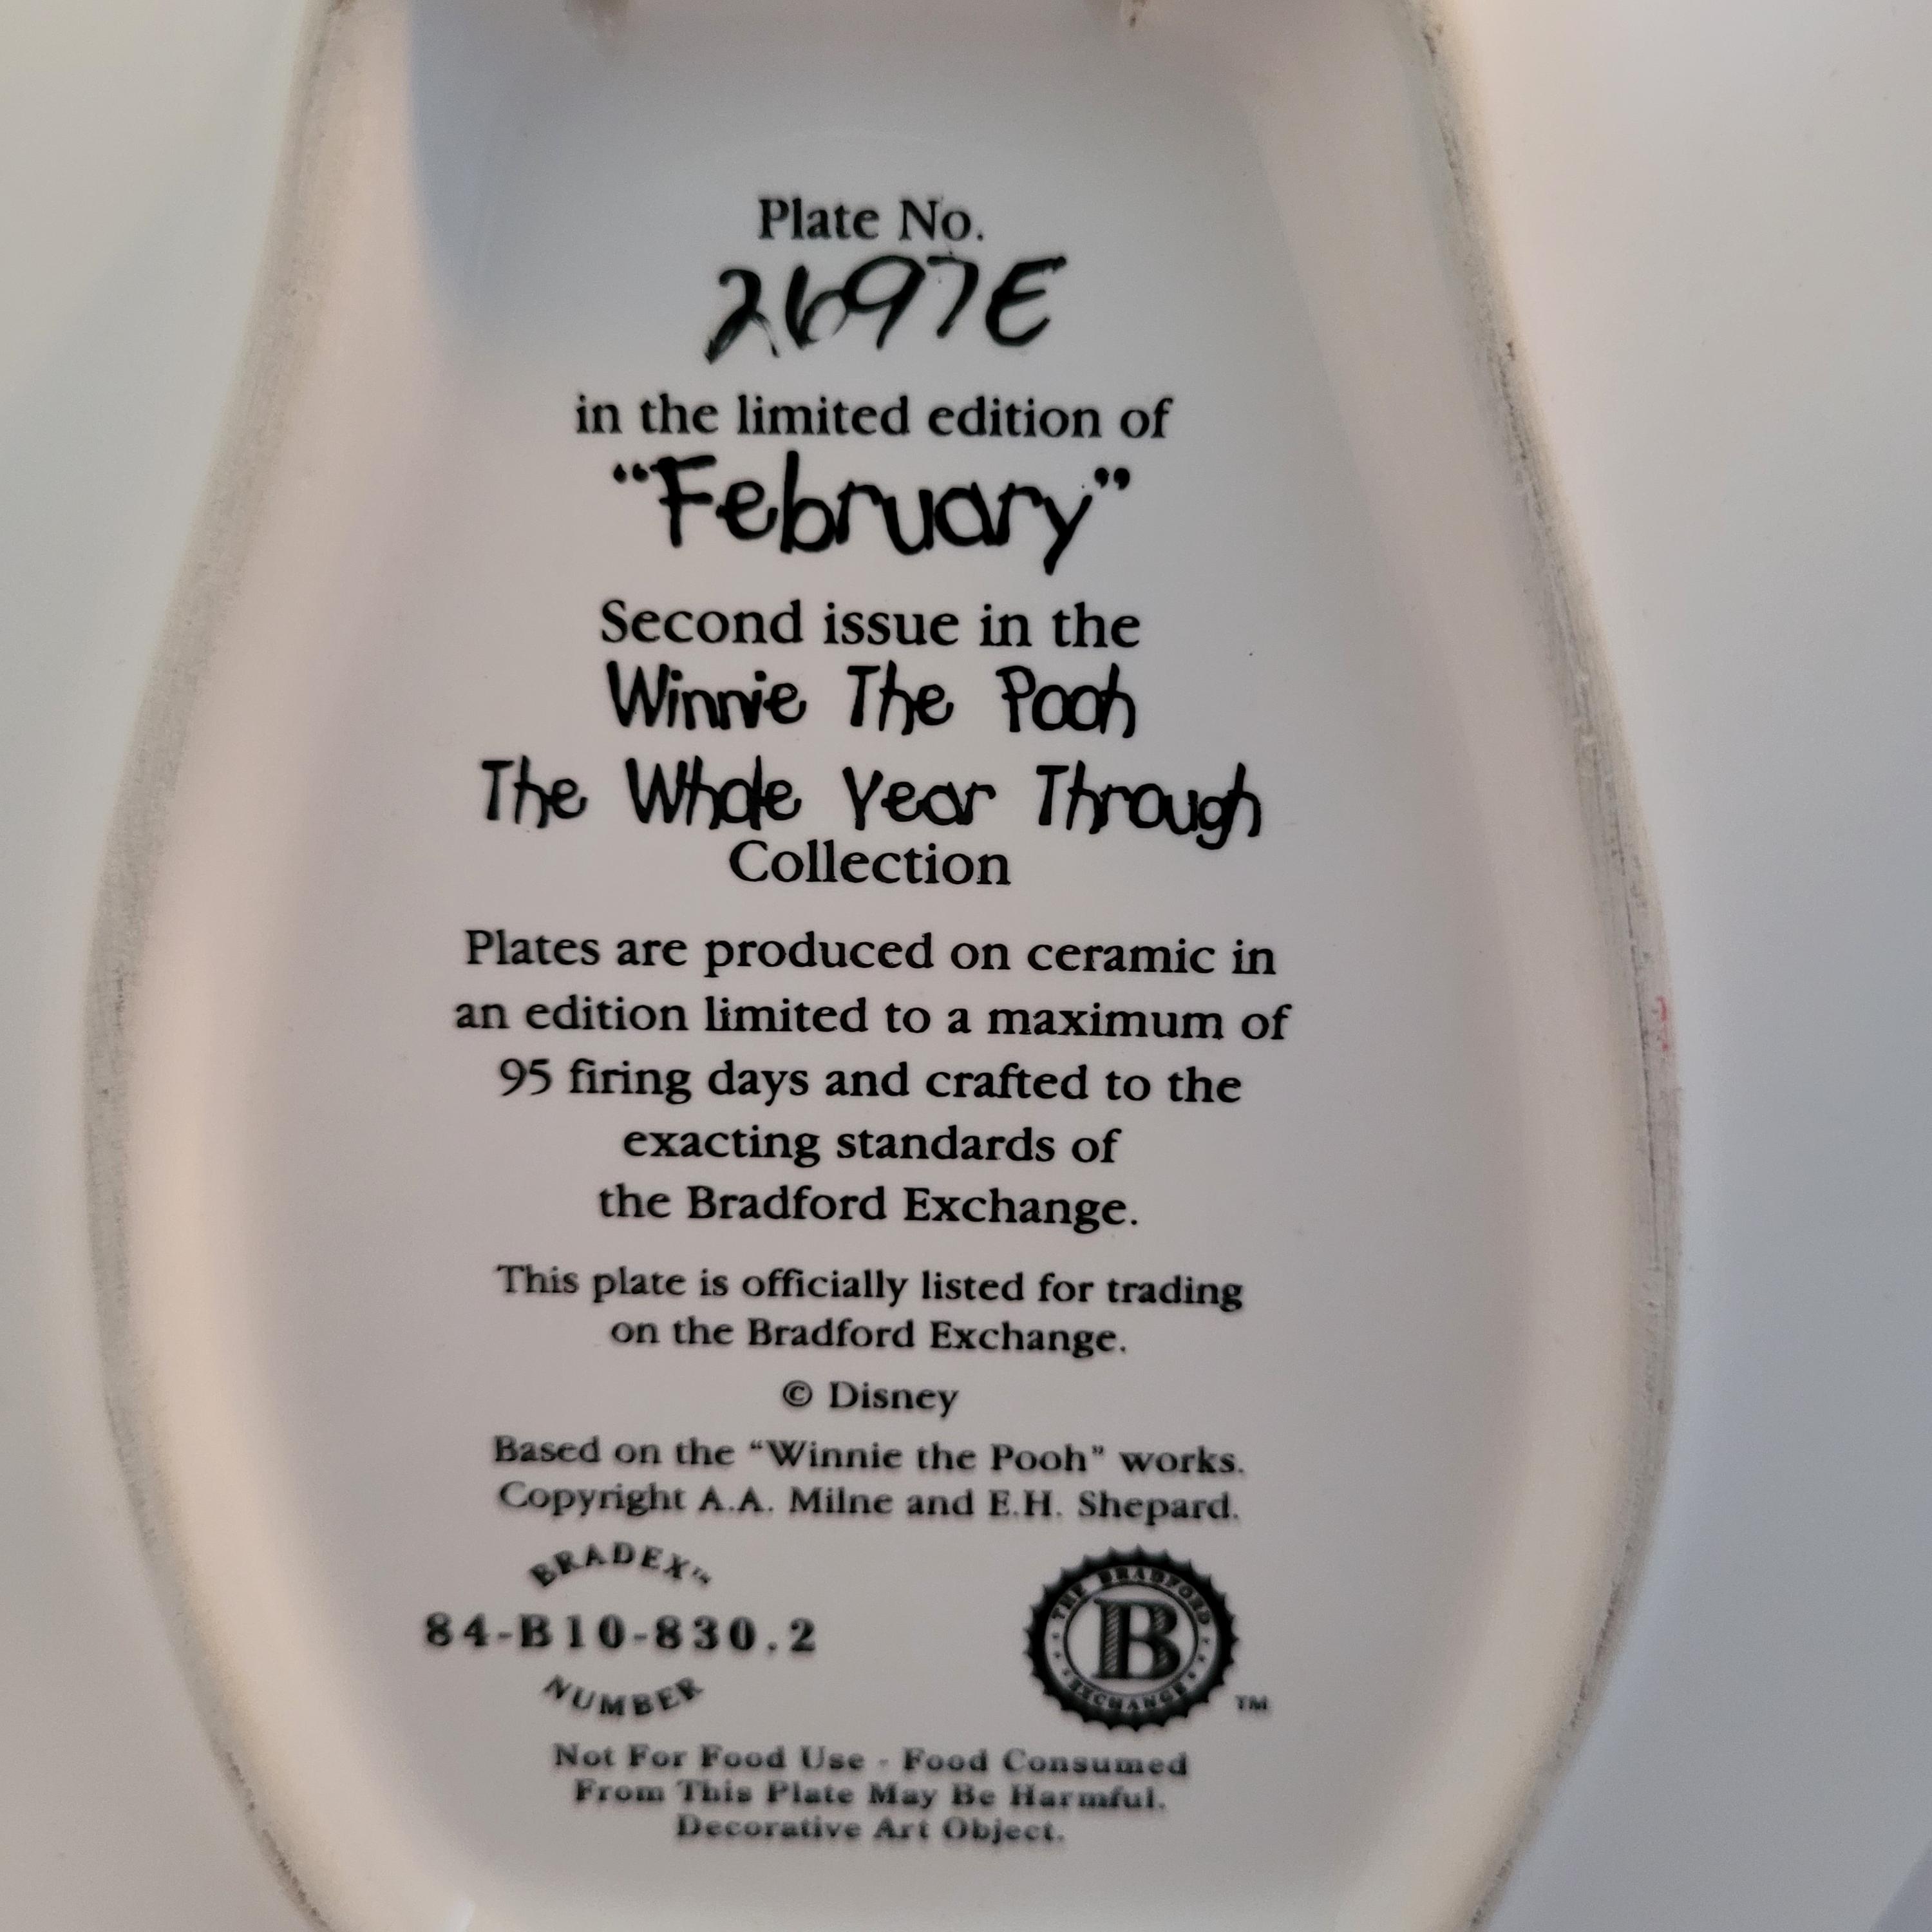 Plate No.
2697E
in the limited edition of
“February”
Second issue in the
Winnie The Pooh
The Whole Year Through
Collection
Plates are produced on ceramic in
an edition limited to a maximum of
95 firing days and crafted to the
exacting standards of
the Bradford Exchange.
This plate is officially listed for trading
on the Bradford Exchange.
© Disney
Based on the “Winnie the Pooh” works.
Copyright A.A. Milne and E.H. Shepard.
BRADEX™
84-B10-830.2
NUMBER
THE BRADFORD
B
EXCHANGE
TM
Not For Food Use - Food Consumed
From This Plate May Be Harmful.
Decorative Art Object.